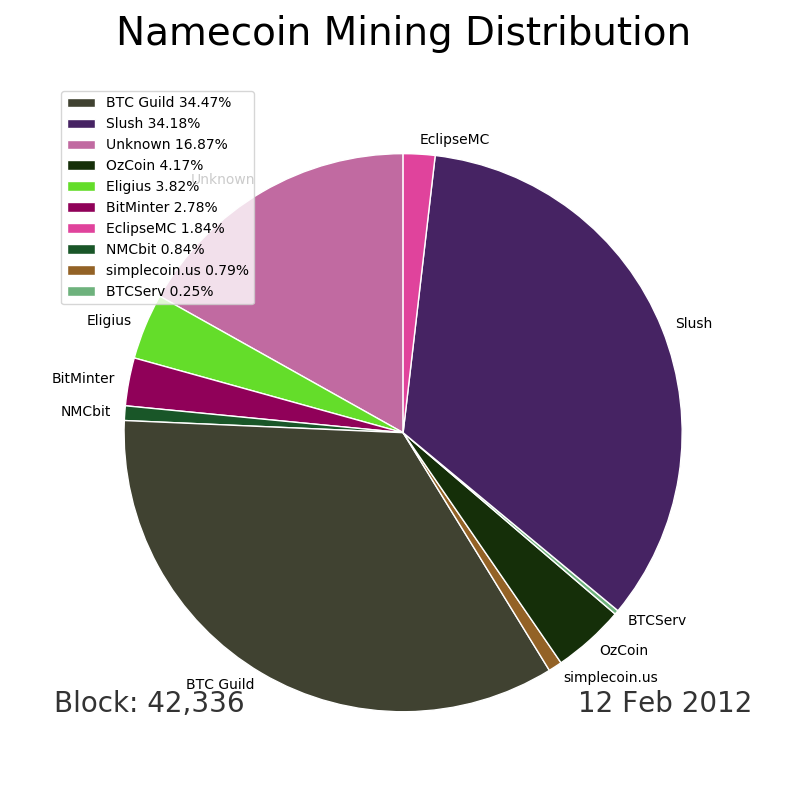 Namecoin Mining Distribution
BTC Guild 34.47%
Slush 34.18%
Unknown 16.87%
OzCoin 4.17%
Eligius 3.82%
BitMinter 2.78%
EclipseMC 1.84%
NMCbit 0.84%
simplecoin.us 0.79%
BTCServ 0.25%
EclipseMC
Unknown
Slush
Eligius
BitMinter
NMCbit
BTCServ
OzCoin
simplecoin.us
BTC Guild
Block: 42,336
12 Feb 2012